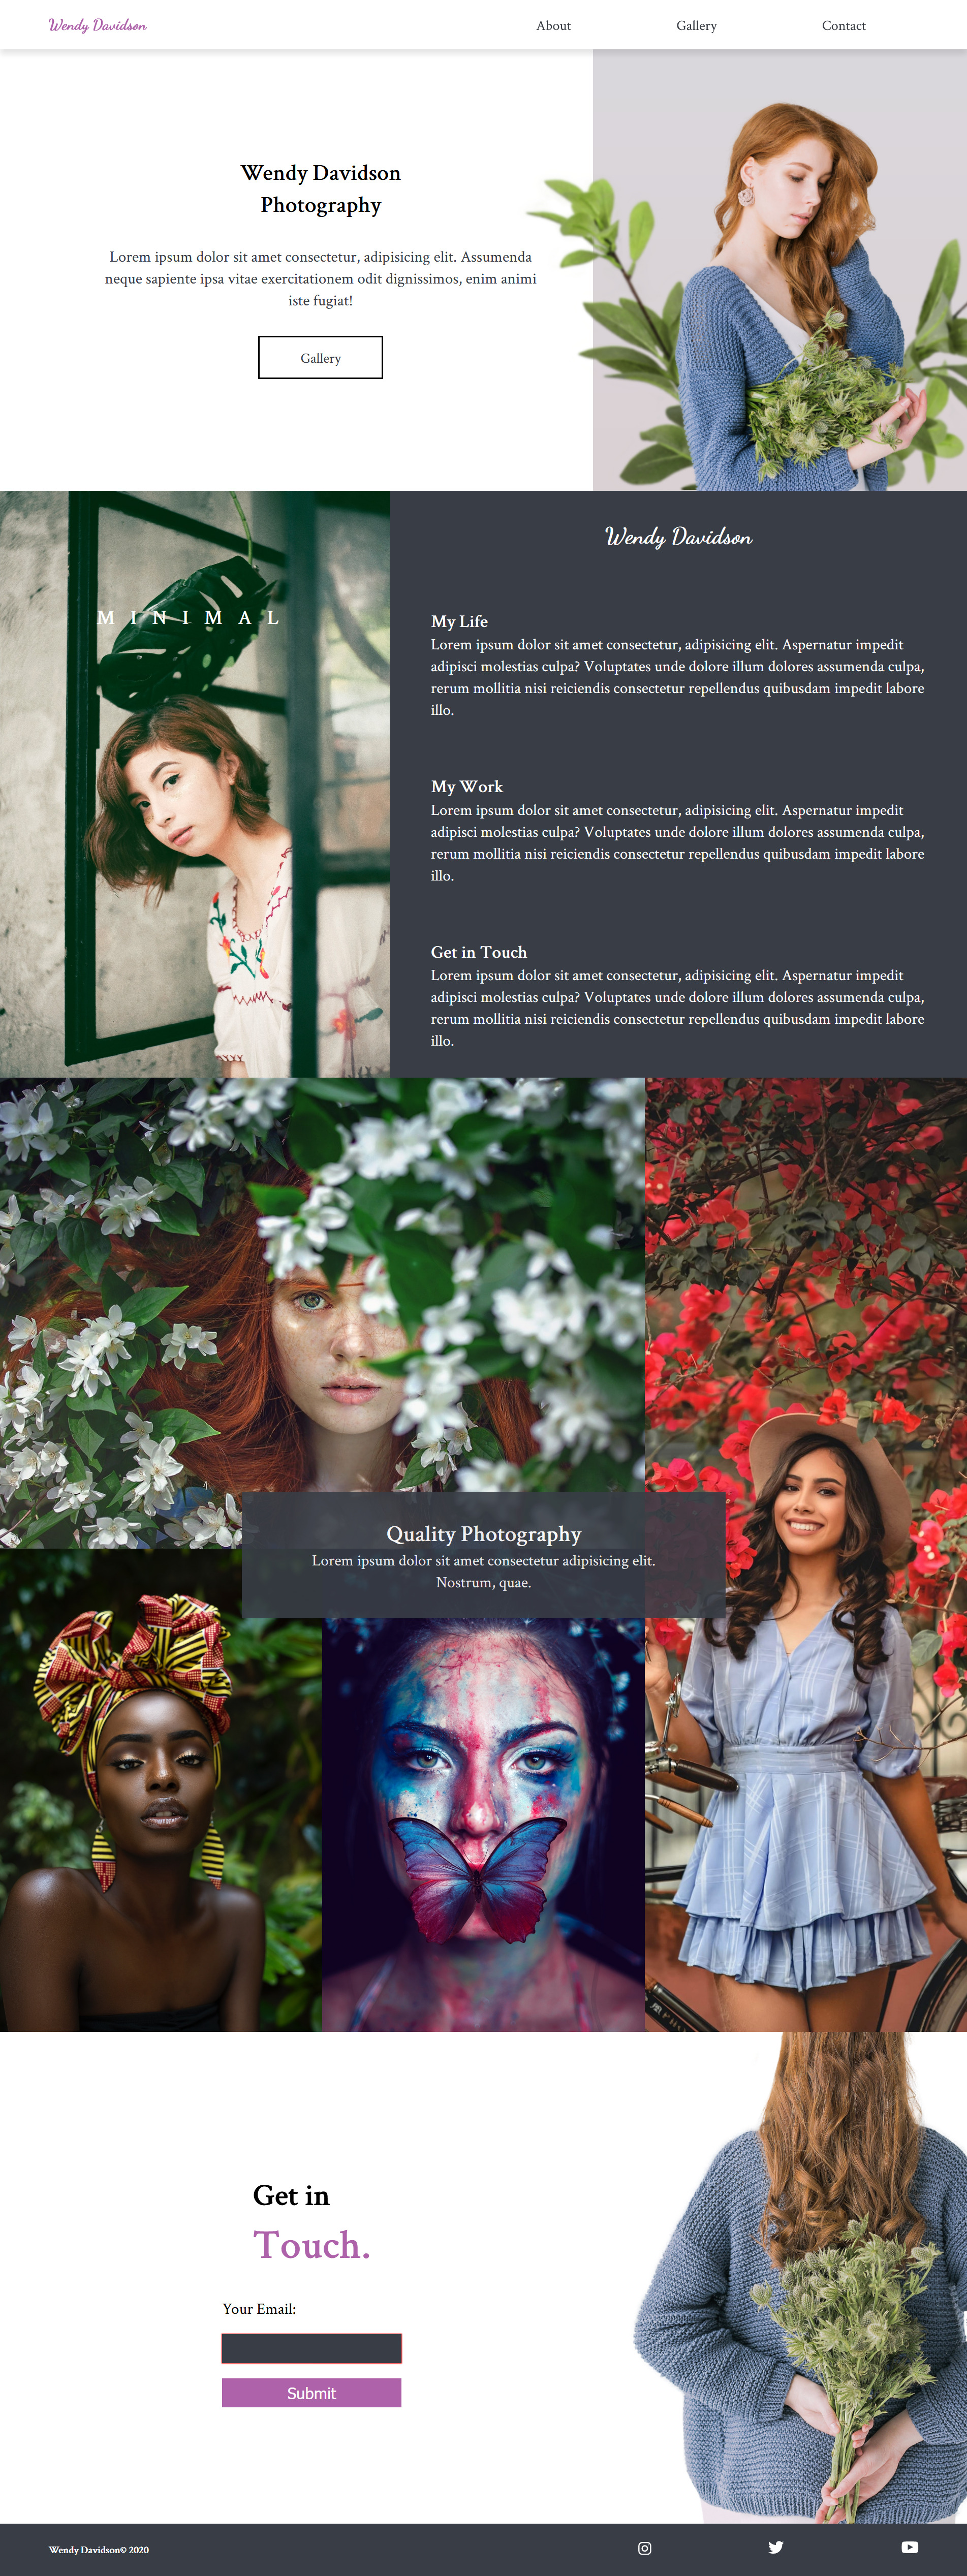 Wendy Davidson
About
Gallery
Contact
Wendy Davidson
Photography
Lorem ipsum dolor sit amet consectetur, adipisicing elit. Assumenda
neque sapiente ipsa vitae exercitationem odit dignissimos, enim animi
iste fugiat!
Gallery
MINIMAL
Wendy Davidson
My Life
Lorem ipsum dolor sit amet consectetur, adipisicing elit. Aspernatur impedit
adipisci molestias culpa? Voluptates unde dolore illum dolores assumenda culpa,
rerum mollitia nisi reiciendis consectetur repellendus quibusdam impedit labore
illo.
My Work
Lorem ipsum dolor sit amet consectetur, adipisicing elit. Aspernatur impedit
adipisci molestias culpa? Voluptates unde dolore illum dolores assumenda culpa,
rerum mollitia nisi reiciendis consectetur repellendus quibusdam impedit labore
illo.
Get in Touch
Lorem ipsum dolor sit amet consectetur, adipisicing elit. Aspernatur impedit
adipisci molestias culpa? Voluptates unde dolore illum dolores assumenda culpa,
rerum mollitia nisi reiciendis consectetur repellendus quibusdam impedit labore
illo.
Quality Photography
Lorem ipsum dolor sit amet consectetur adipisicing elit.
Nostrum, quae.
Get in
Touch.
Your Email:
Submit
Wendy Davidson© 2020